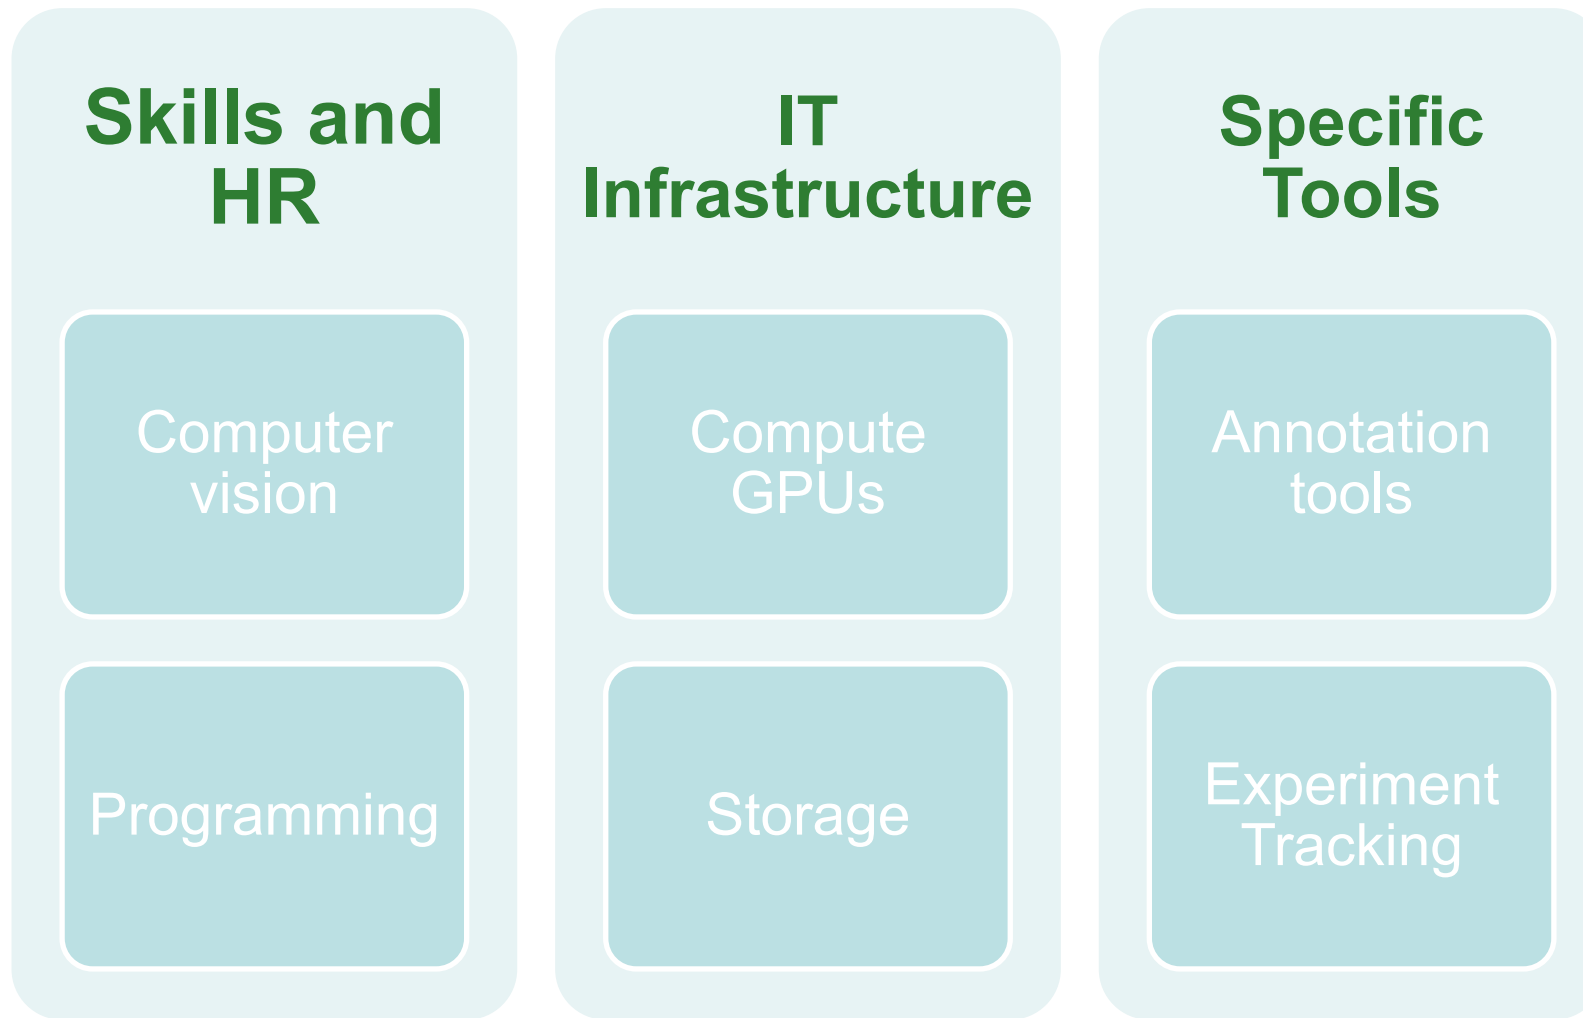 Skills and
HR
Computer
vision
Programming
IT
Infrastructure
Compute
GPUs
Storage
Specific
Tools
Annotation
tools
Experiment
Tracking